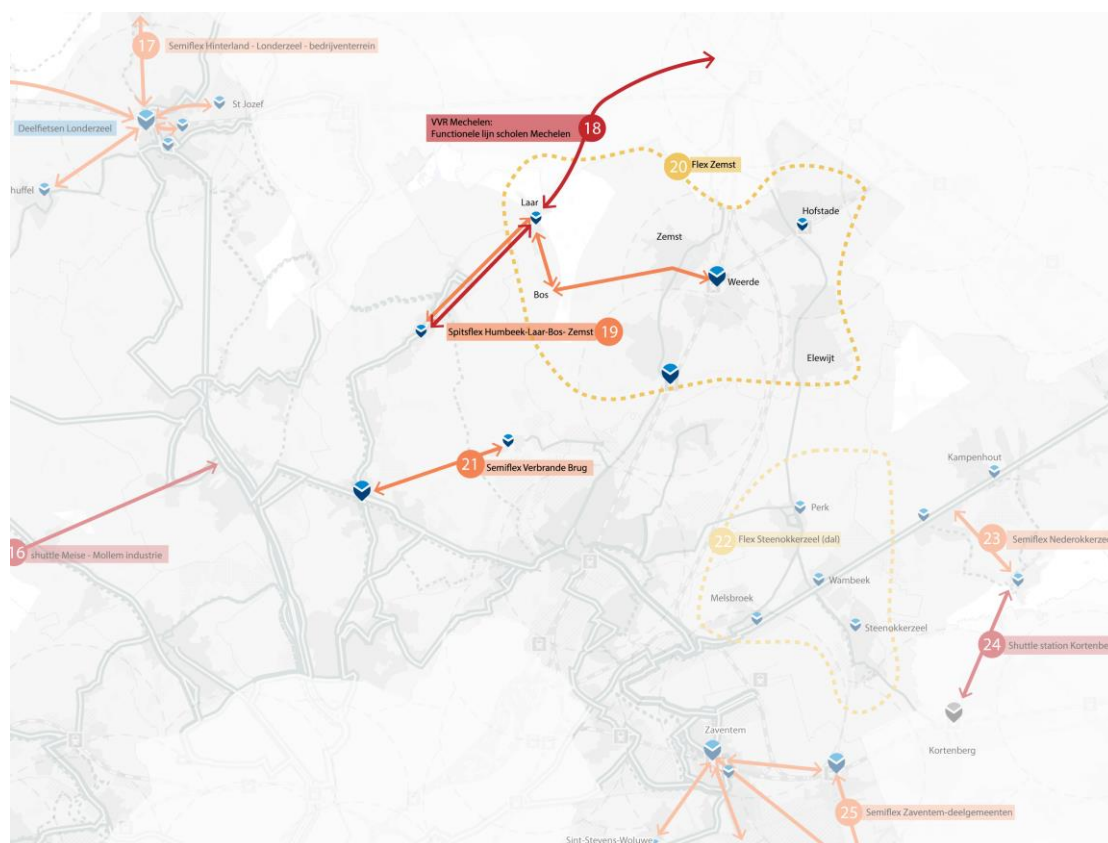 17 Semiflex Hinterland - Londerzeel - bedrijventerrein
St Jozef
Deelfietsen Londerzeel
huffel
VVR Mechelen:
Functionele lijn scholen Mechelen
18
20 Flex Zemst
Laar
Hofstade
Zemst
Weerde
Bos
Spitsflex Humbeek-Laar-Bos- Zemst 19
Elewijt
21 Semiflex Verbrande Brug
Kampenhout
Perk
16 shuttle Meise - Mollem industrie
22 Flex Steenokkerzeel (dal)
23 Semiflex Nederokkerzee
Wambeek
Melsbroek
Steenokkerzeel
24 Shuttle station Kortenbe
Zaventem
Kortenberg
25 Semiflex Zaventem-deelgemeenten
Sint-Stevens-Woluwe